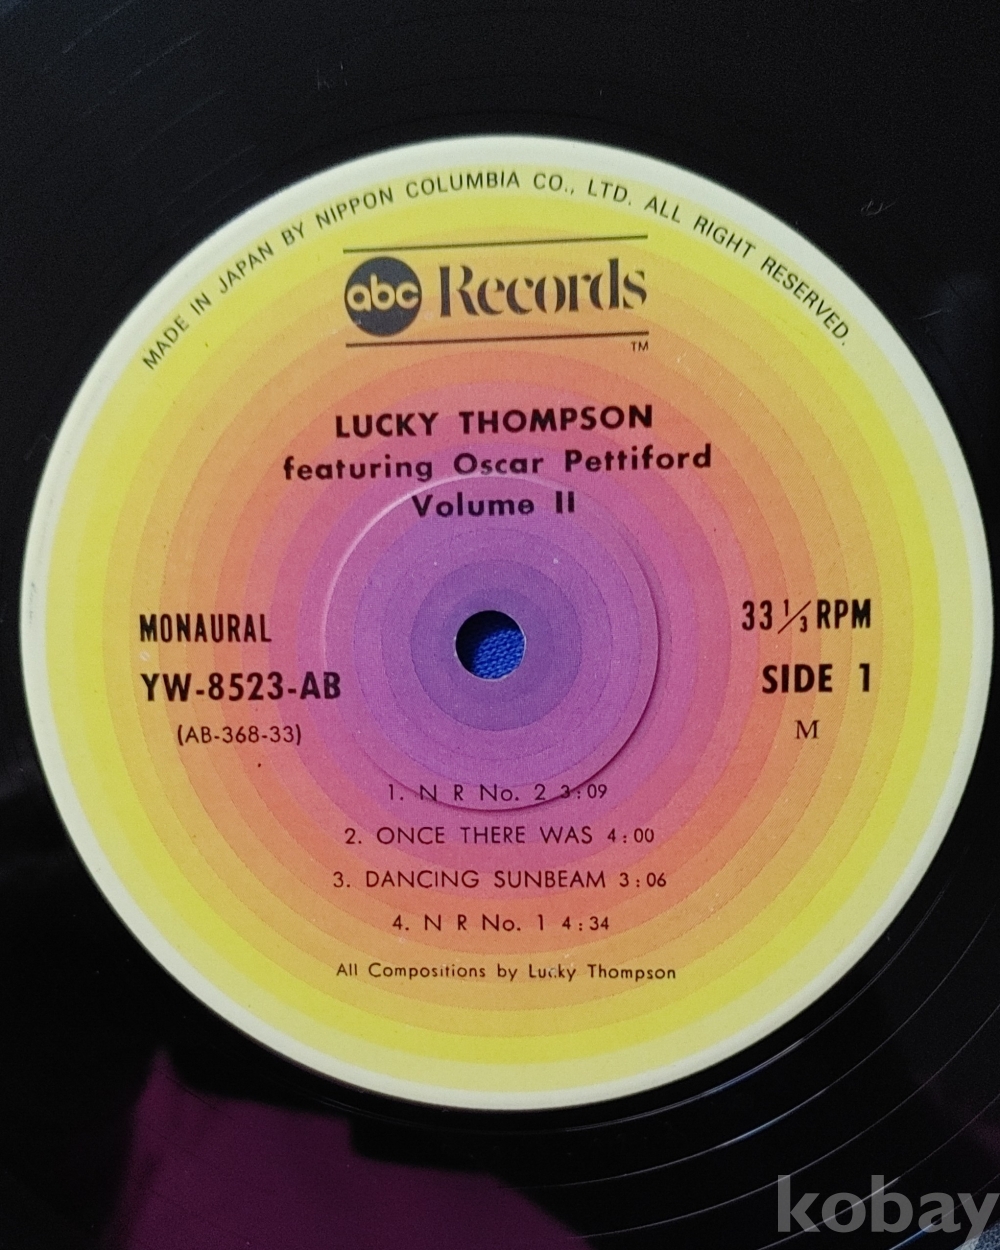 MADE IN JAPAN BY NIPPON COLUMBIA CO., LTD. ALL RIGHT RESERVED.
abc Records
TM
LUCKY THOMPSON
featuring Oscar Pettiford
Volume II
MONAURAL
33 1/3 RPM
YW-8523-AB
SIDE 1
(AB-368-33)
M
1. N R No. 2 3:09
2. ONCE THERE WAS 4:00
3. DANCING SUNBEAM 3:06
4. N R No. 1 4:34
All Compositions by Lucky Thompson
kobay